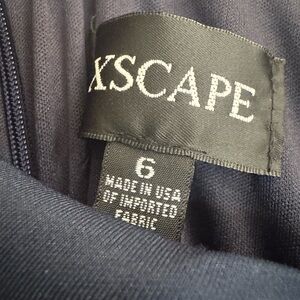 XSCAPE
6
MADE IN USA
OF IMPORTED
FABRIC